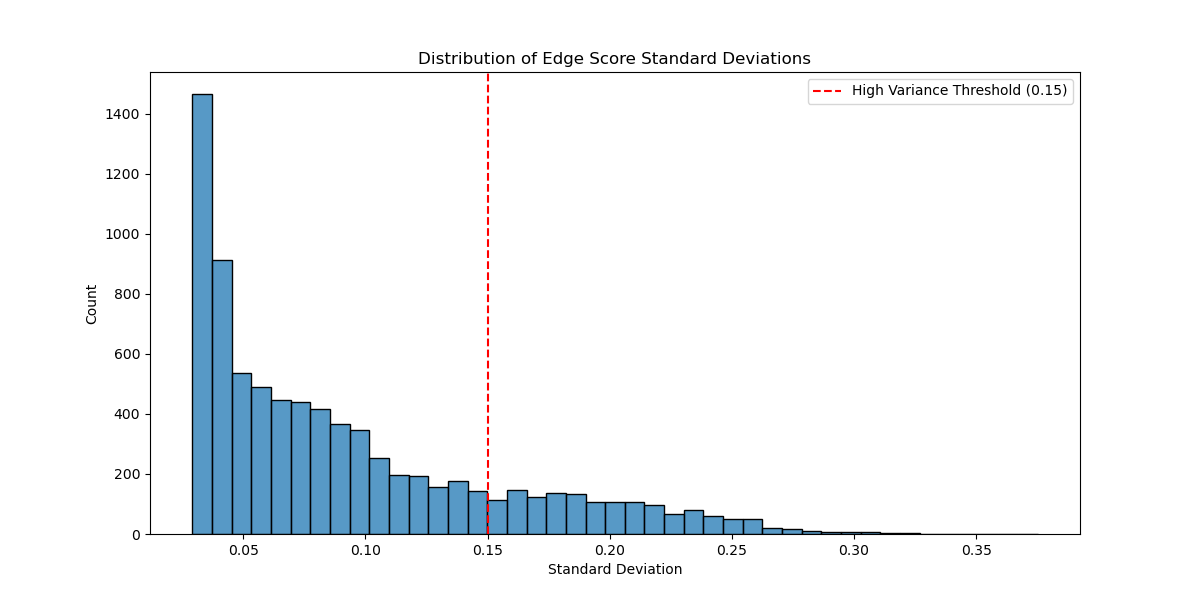 Distribution of Edge Score Standard Deviations
High Variance Threshold (0.15)
1400
1200
1000
800
600
400
200
0
Count
0.05 0.10 0.15 0.20 0.25 0.30 0.35
Standard Deviation